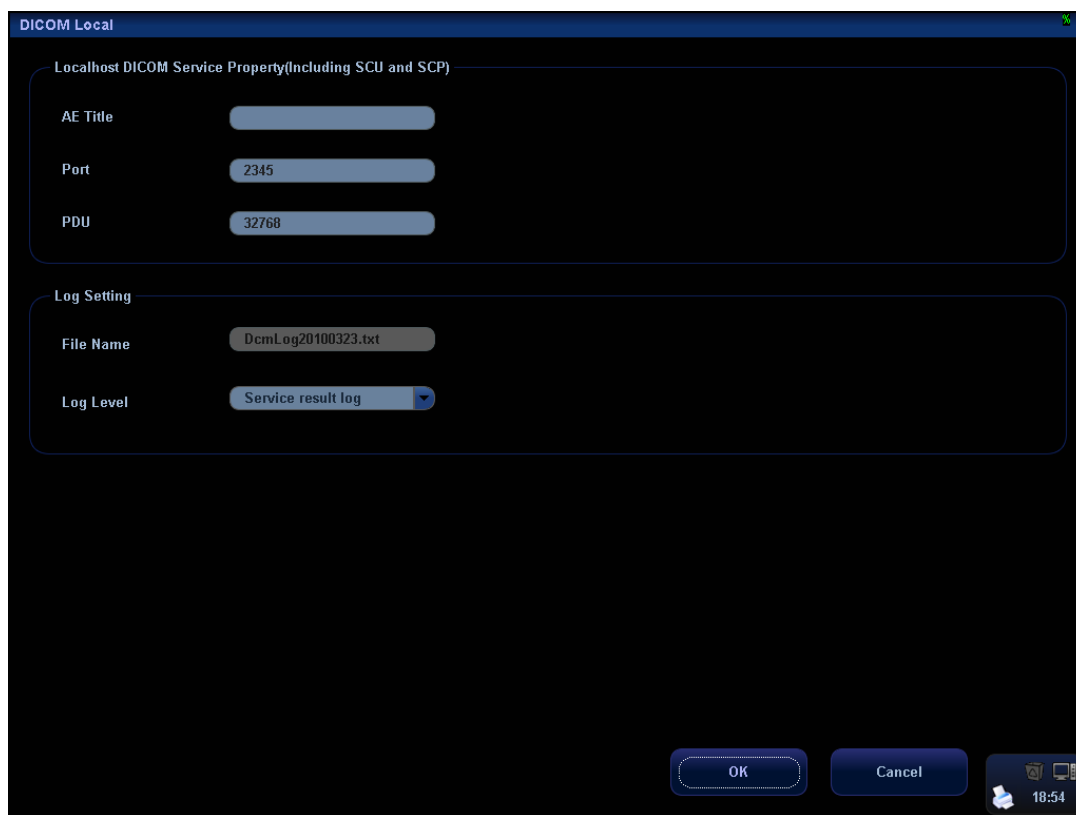 DICOM Local
%
Localhost DICOM Service Property(Including SCU and SCP)
AE Title
Port 2345
PDU 32768
Log Setting
File Name DcmLog20100323.txt
Log Level Service result log
OK Cancel
18:54